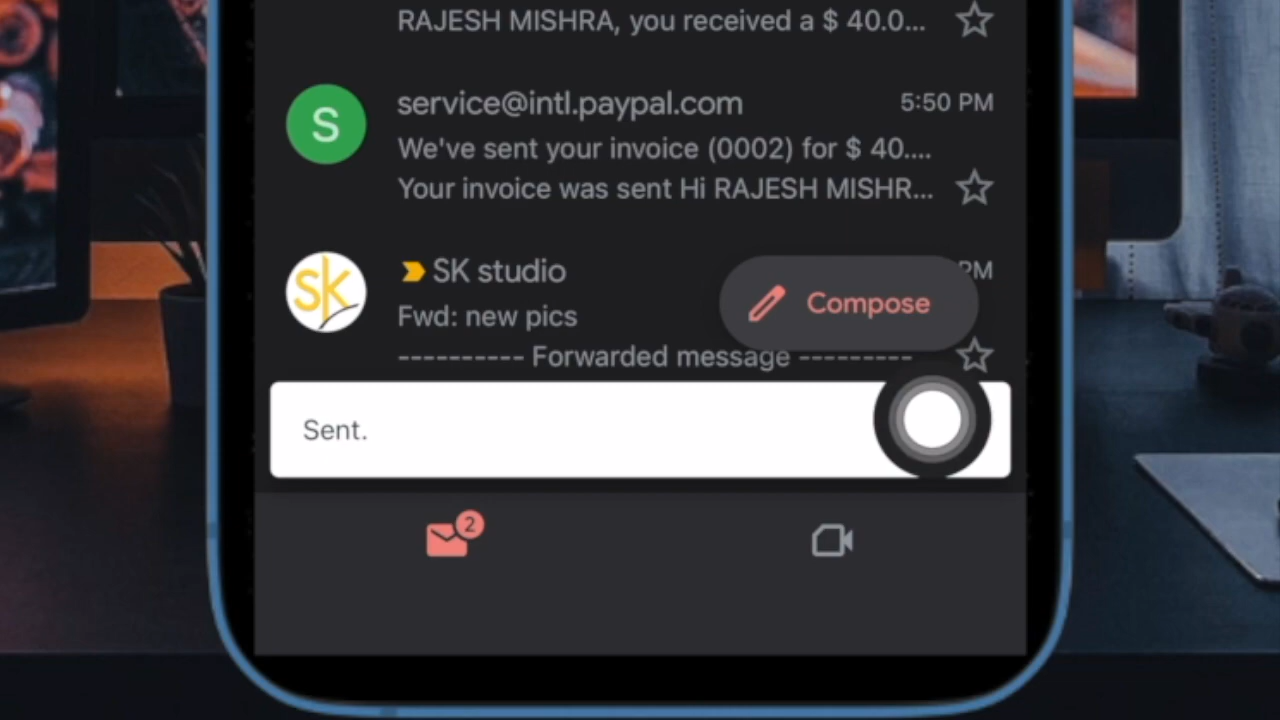 RAJESH MISHRA, you received a $ 40.0...
S
service@intl.paypal.com
5:50 PM
We've sent your invoice (0002) for $ 40....
Your invoice was sent Hi RAJESH MISHR...
SK
SK studio
PM
Fwd: new pics
Compose
---------- Forwarded message ---------
Sent.
2